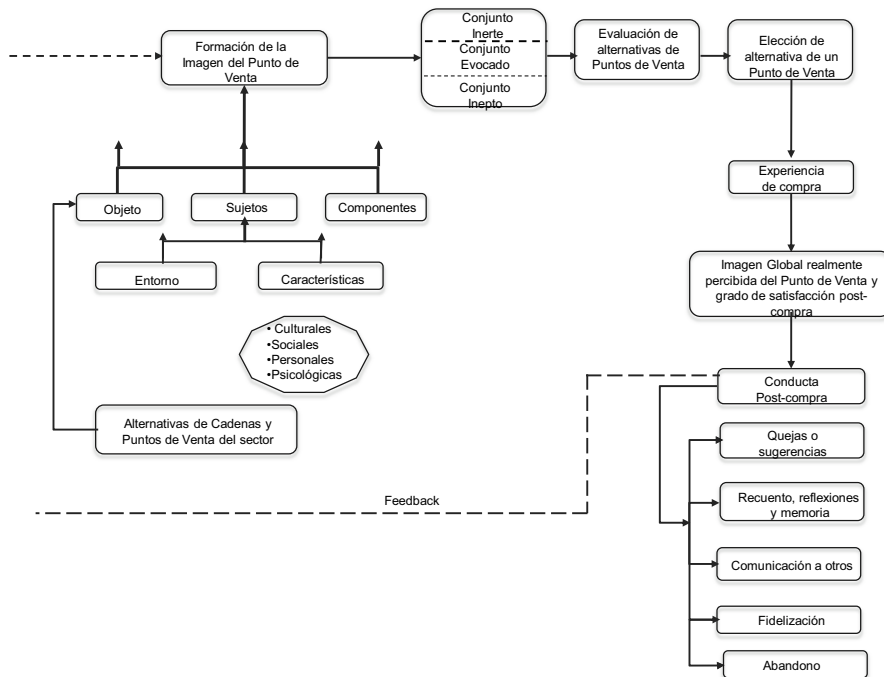 Formación de la
Imagen del Punto de
Venta
Conjunto
Inerte
Conjunto
Evocado
Conjunto
Inepto
Evaluación de
alternativas de
Puntos de Venta
Elección de
alternativa de un
Punto de Venta
Experiencia
de compra
Objeto
Sujetos
Componentes
Entorno
Características
Imagen Global realmente
percibida del Punto de Venta y
grado de satisfacción post-
compra
• Culturales
•Sociales
•Personales
•Psicológicas
Conducta
Post-compra
Alternativas de Cadenas y
Puntos de Venta del sector
Quejas o
sugerencias
Feedback
Recuento, reflexiones
y memoria
Comunicación a otros
Fidelización
Abandono